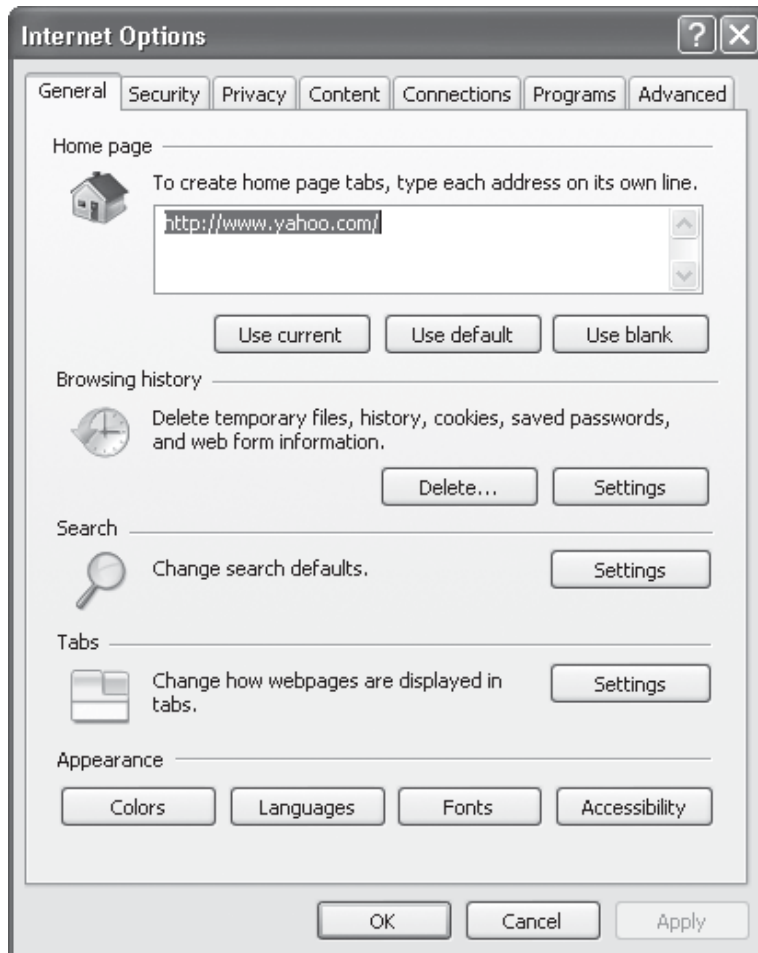 Internet Options
General Security Privacy Content Connections Programs Advanced
Home page
To create home page tabs, type each address on its own line.
http://www.yahoo.com/
Use current Use default Use blank
Browsing history
Delete temporary files, history, cookies, saved passwords,
and web form information.
Delete... Settings
Search
Change search defaults.
Settings
Tabs
Change how webpages are displayed in
tabs.
Settings
Appearance
Colors Languages Fonts Accessibility
OK Cancel Apply